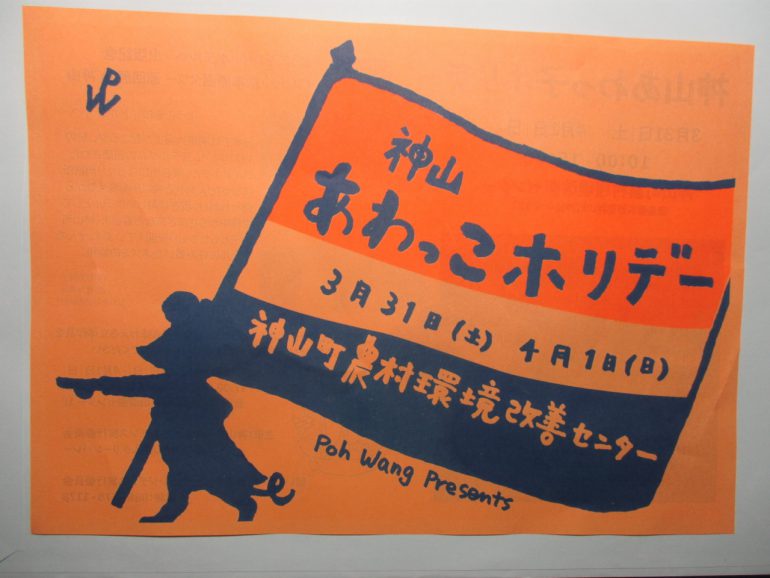 神山
あわっこホリデー
3月31日(土) 4月1日(日)
神山町農村環境改善センター
Poh Wang Presents